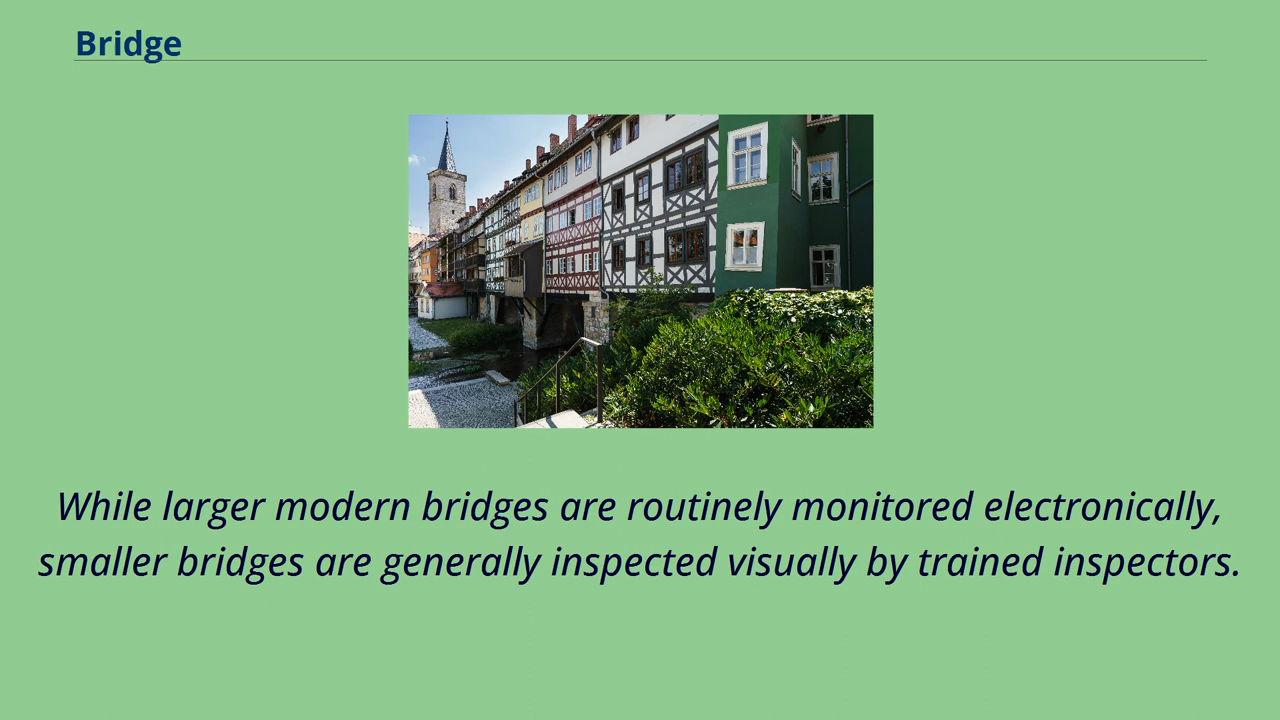 Bridge
While larger modern bridges are routinely monitored electronically,
smaller bridges are generally inspected visually by trained inspectors.